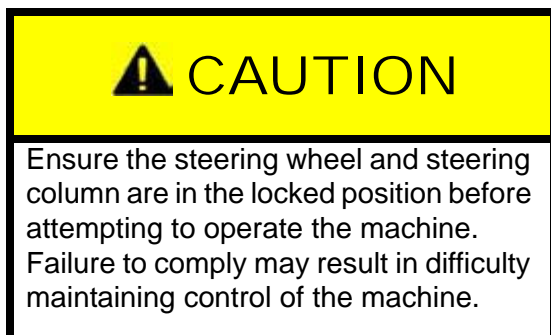 CAUTION
Ensure the steering wheel and steering
column are in the locked position before
attempting to operate the machine.
Failure to comply may result in difficulty
maintaining control of the machine.